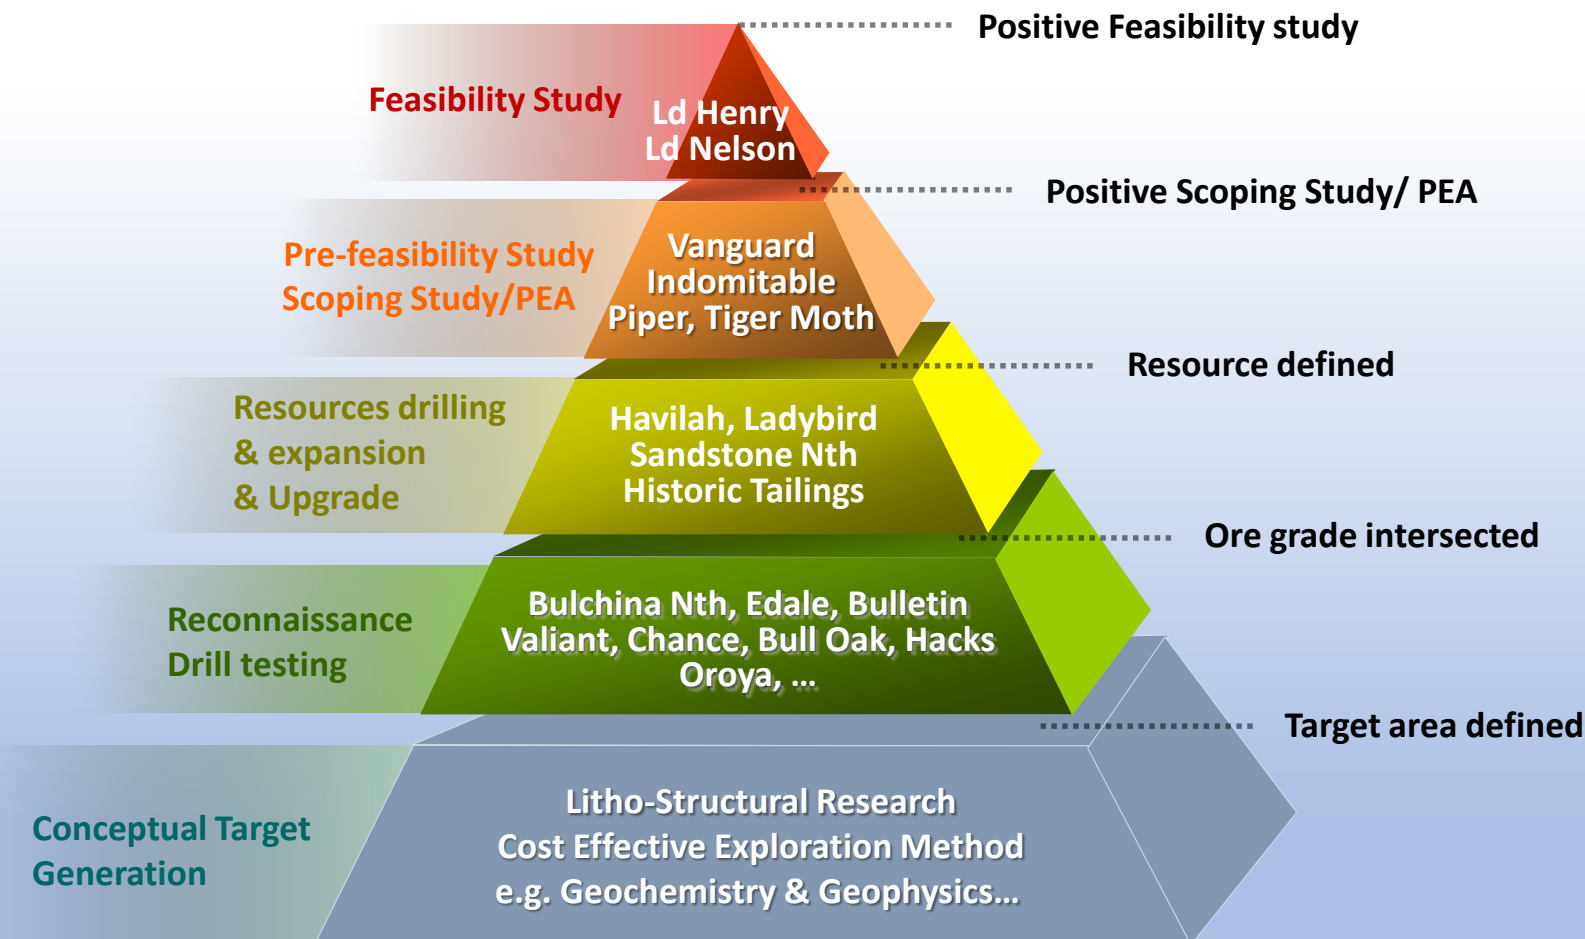 Positive Feasibility study
Feasibility Study
Ld Henry
Ld Nelson
Positive Scoping Study/ PEA
Pre-feasibility Study
Scoping Study/PEA
Vanguard
Indomitable
Piper, Tiger Moth
Resource defined
Resources drilling
& expansion
& Upgrade
Havilah, Ladybird
Sandstone Nth
Historic Tailings
Ore grade intersected
Reconnaissance
Drill testing
Bulchina Nth, Edale, Bulletin
Valiant, Chance, Bull Oak, Hacks
Oroya, ...
Target area defined
Conceptual Target
Generation
Litho-Structural Research
Cost Effective Exploration Method
e.g. Geochemistry & Geophysics...